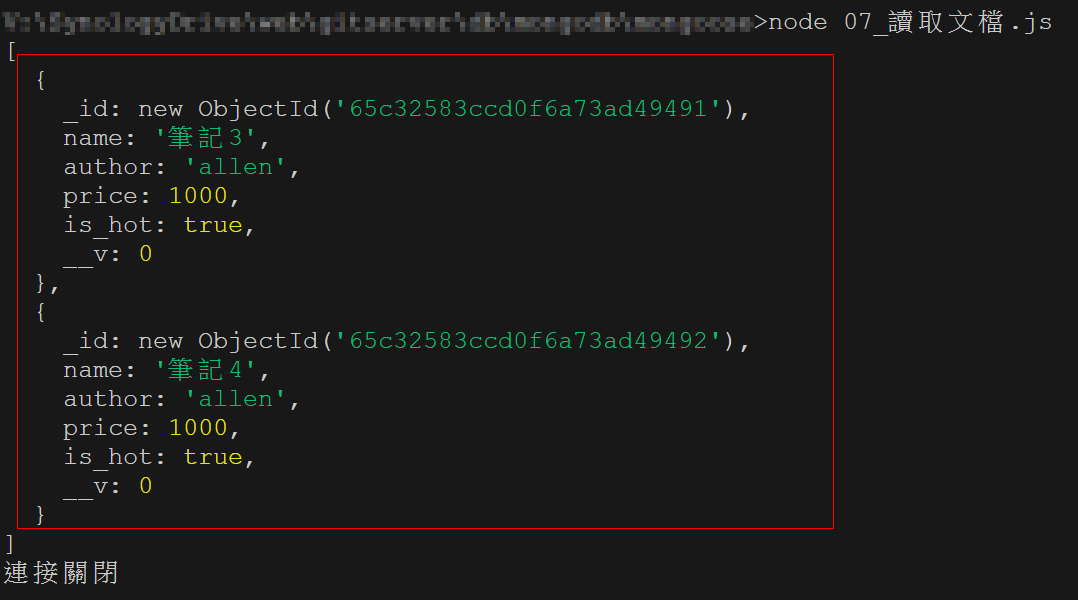 >node 07_讀取文檔.js
[
{
_id: new ObjectId('65c32583ccd0f6a73ad49491'),
name: '筆記3',
author: 'allen',
price: 1000,
is_hot: true,
__v: 0
},
{
_id: new ObjectId('65c32583ccd0f6a73ad49492'),
name: '筆記4',
author: 'allen',
price: 1000,
is_hot: true,
__v: 0
}
]
連接關閉